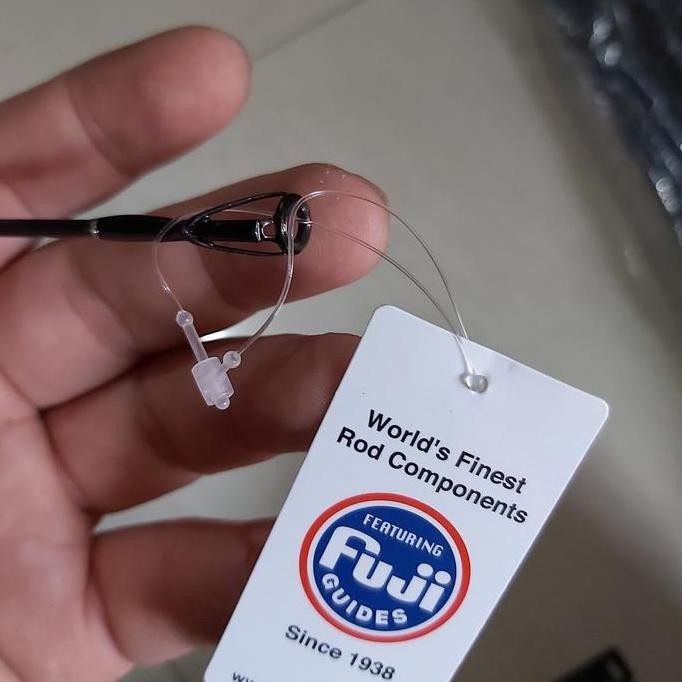 World's Finest
Rod Components
FEATURING
Fuji
GUIDES
Since 1938